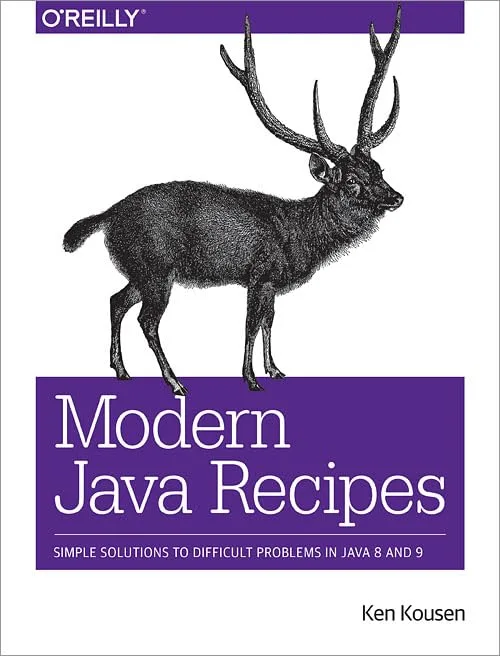 O'REILLY®
Modern
Java Recipes
SIMPLE SOLUTIONS TO DIFFICULT PROBLEMS IN JAVA 8 AND 9
Ken Kousen